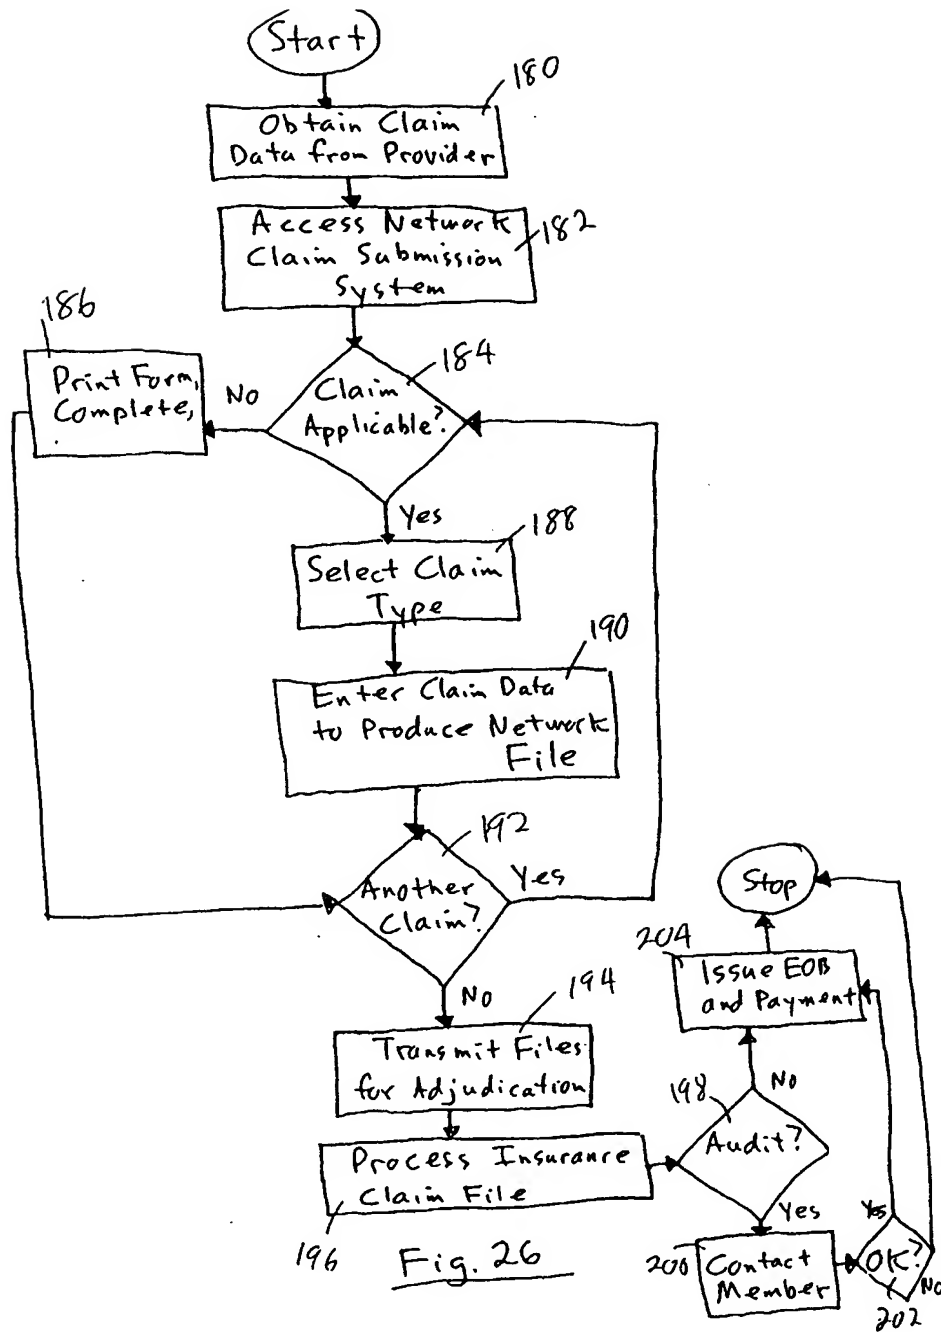 Start
180
Obtain Claim
Data from Provider
Access Network
Claim Submission
System
182
186
Print Form,
Complete,
No
184
Claim
Applicable?
Yes
188
Select Claim
Type
190
Enter Claim Data
to Produce Network
File
192
Another
Claim?
Yes
No
194
Transmit Files
for Adjudication
Process Insurance
Claim File
196
Stop
204
Issue EOB
and Payment
No
198
Audit?
Yes
200
Contact
Member
Yes
OK?
No
202
Fig. 26